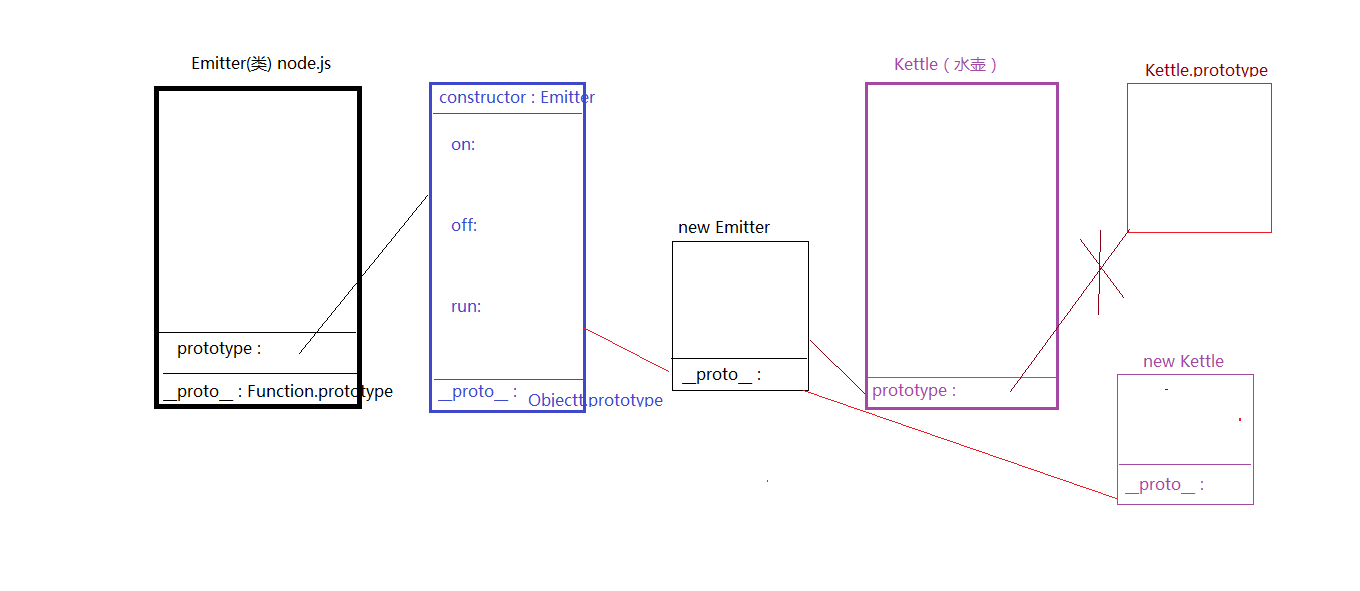 Emitter(类) node.js
prototype :
__proto__ : Function.prototype
constructor : Emitter
on:
off:
run:
__proto__ :
Objectt.prototype
new Emitter
__proto__ :
Kettle ( 水壶 )
prototype :
Kettle.prototype
new Kettle
__proto__ :